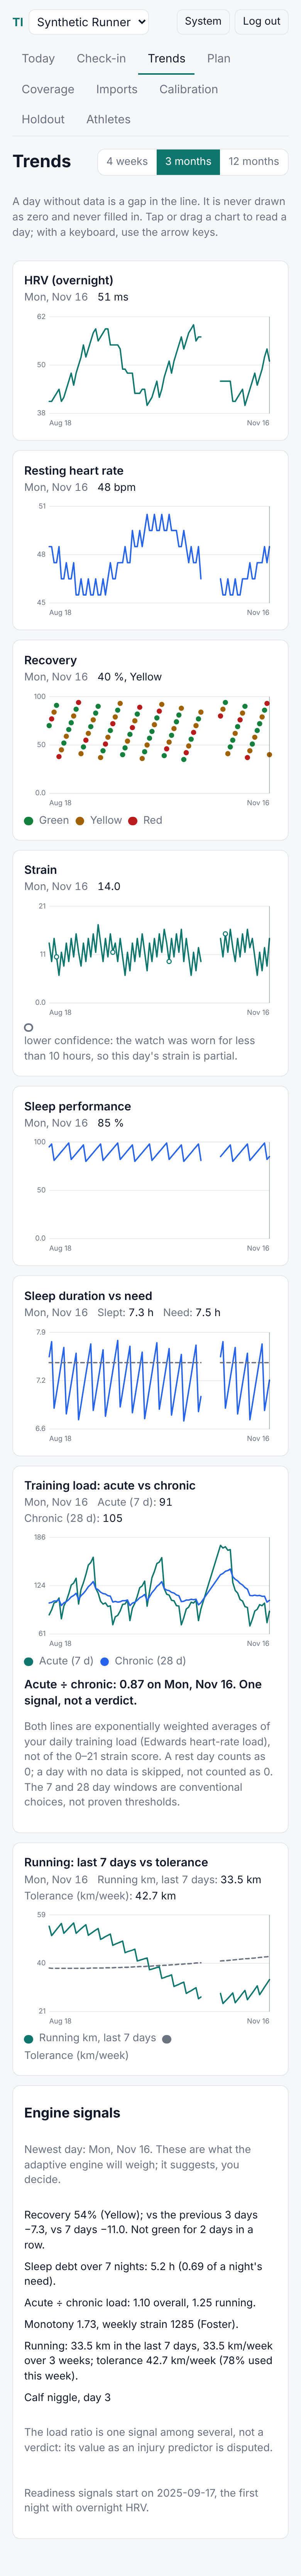 TI Synthetic Runner System Log out
Today Check-in Trends Plan
Coverage Imports Calibration
Holdout Athletes
Trends 4 weeks 3 months 12 months
A day without data is a gap in the line. It is never drawn
as zero and never filled in. Tap or drag a chart to read a
day; with a keyboard, use the arrow keys.
HRV (overnight)
Mon, Nov 16 51 ms
62
50
38
Aug 18 Nov 16
Resting heart rate
Mon, Nov 16 48 bpm
51
48
45
Aug 18 Nov 16
Recovery
Mon, Nov 16 40 %, Yellow
100
50
0.0
Aug 18 Nov 16
Green Yellow Red
Strain
Mon, Nov 16 14.0
21
11
0.0
Aug 18 Nov 16
lower confidence: the watch was worn for less
than 10 hours, so this day's strain is partial.
Sleep performance
Mon, Nov 16 85 %
100
50
0.0
Aug 18 Nov 16
Sleep duration vs need
Mon, Nov 16 Slept: 7.3 h Need: 7.5 h
7.9
7.2
6.6
Aug 18 Nov 16
Training load: acute vs chronic
Mon, Nov 16 Acute (7 d): 91
Chronic (28 d): 105
186
124
61
Aug 18 Nov 16
Acute (7 d) Chronic (28 d)
Acute ÷ chronic: 0.87 on Mon, Nov 16. One
signal, not a verdict.
Both lines are exponentially weighted averages of
your daily training load (Edwards heart-rate load),
not of the 0–21 strain score. A rest day counts as
0; a day with no data is skipped, not counted as 0.
The 7 and 28 day windows are conventional
choices, not proven thresholds.
Running: last 7 days vs tolerance
Mon, Nov 16 Running km, last 7 days: 33.5 km
Tolerance (km/week): 42.7 km
59
40
21
Aug 18 Nov 16
Running km, last 7 days
Tolerance (km/week)
Engine signals
Newest day: Mon, Nov 16. These are what the
adaptive engine will weigh; it suggests, you
decide.
Recovery 54% (Yellow); vs the previous 3 days
−7.3, vs 7 days −11.0. Not green for 2 days in a
row.
Sleep debt over 7 nights: 5.2 h (0.69 of a night's
need).
Acute ÷ chronic load: 1.10 overall, 1.25 running.
Monotony 1.73, weekly strain 1285 (Foster).
Running: 33.5 km in the last 7 days, 33.5 km/week
over 3 weeks; tolerance 42.7 km/week (78% used
this week).
Calf niggle, day 3
The load ratio is one signal among several, not a
verdict: its value as an injury predictor is disputed.
Readiness signals start on 2025-09-17, the first
night with overnight HRV.